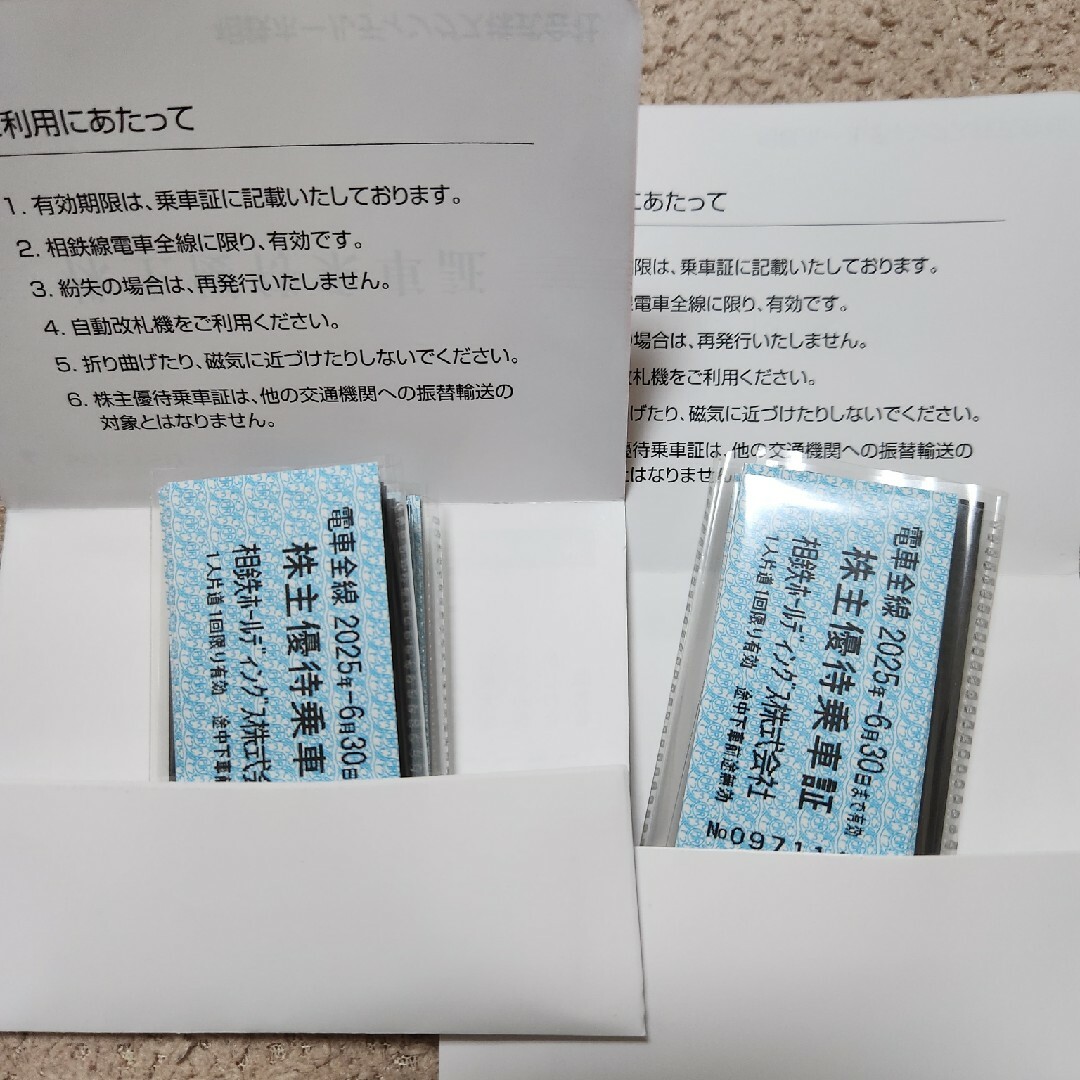 利用にあたって
1. 有効期限は、乗車証に記載いたしております。
2. 相鉄線電車全線に限り、有効です。
3. 紛失の場合は、再発行いたしません。
4. 自動改札機をご利用ください。
5. 折り曲げたり、磁気に近づけたりしないでください。
6. 株主優待乗車証は、他の交通機関への振替輸送の
対象とはなりません。
電車全線 2025年-6月30日
株主優待乗車
相鉄ホールディングス株式会
1人片道1回限り有効 途中下車前
にあたって
限は、乗車証に記載いたしております。
電車全線に限り、有効です。
場合は、再発行いたしません。
札機をご利用ください。
げたり、磁気に近づけたりしないでください。
優待乗車証は、他の交通機関への振替輸送の
はなりません
電車全線 2025年-6月30日まで有効
株主優待乗車証
相鉄ホールディングス株式会社
1人片道1回限り有効 途中下車前途無効
№09711